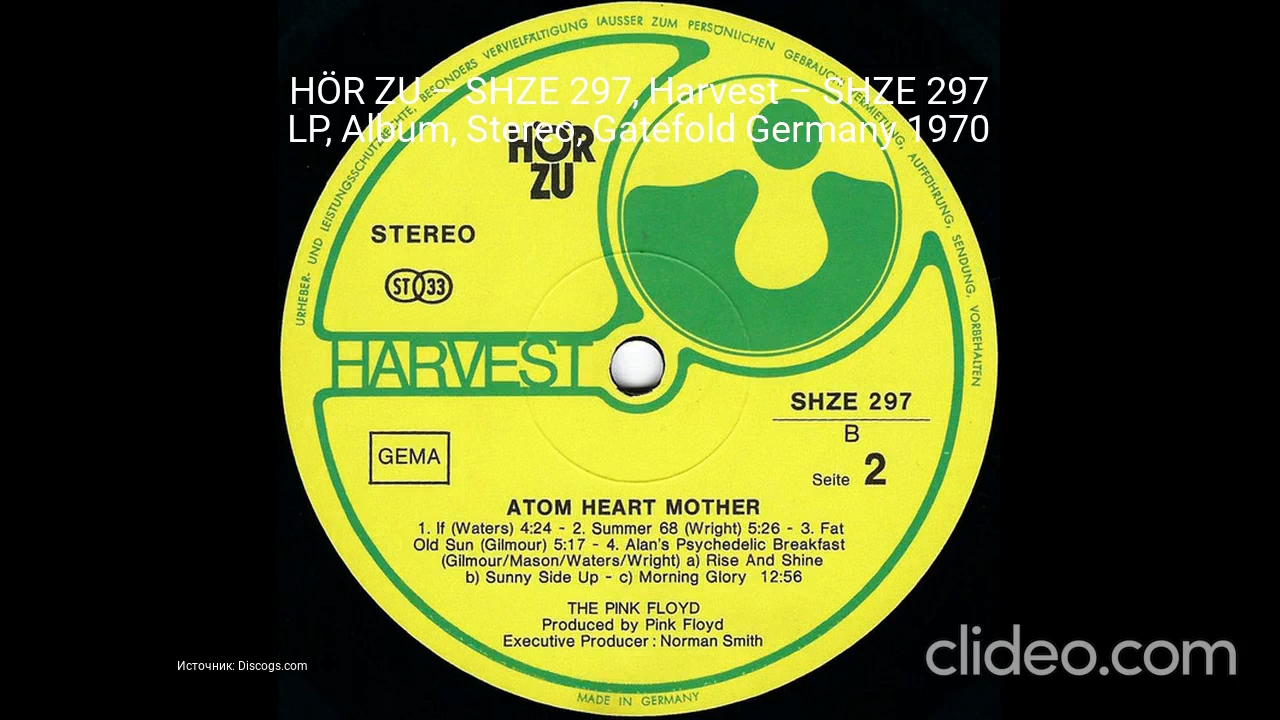 URHEBER- UND LEISTUNGSSCHUTZRECHTE, BESONDERS VERVIELFÄLTIGUNG (AUSSER ZUM PERSÖNLICHEN GEBRAUCH) VERMIETUNG, AUFFÜHRUNG, SENDUNG, VORBEHALTEN
HÖR ZU – SHZE 297, Harvest – SHZE 297
LP, Album, Stereo, Gatefold Germany 1970
HÖR
ZU
STEREO
ST 33
HARVEST
SHZE 297
B
GEMA
Seite 2
ATOM HEART MOTHER
1. If (Waters) 4:24 - 2. Summer 68 (Wright) 5:26 - 3. Fat
Old Sun (Gilmour) 5:17 - 4. Alan's Psychedelic Breakfast
(Gilmour/Mason/Waters/Wright) a) Rise And Shine
b) Sunny Side Up - c) Morning Glory 12:56
THE PINK FLOYD
Produced by Pink Floyd
Executive Producer : Norman Smith
MADE IN GERMANY
Источник: Discogs.com
clideo.com